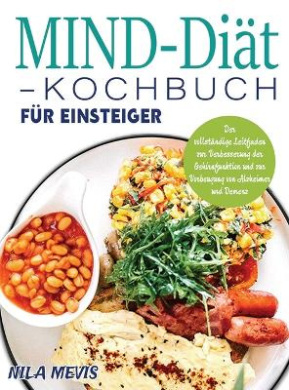 MIND-Diät
-KOCHBUCH
FÜR EINSTEIGER
Der
vollständige Leitfaden
zur Verbesserung der
Gehirnfunktion und zur
Vorbeugung von Alzheimer
und Demenz
NILA MEVIS